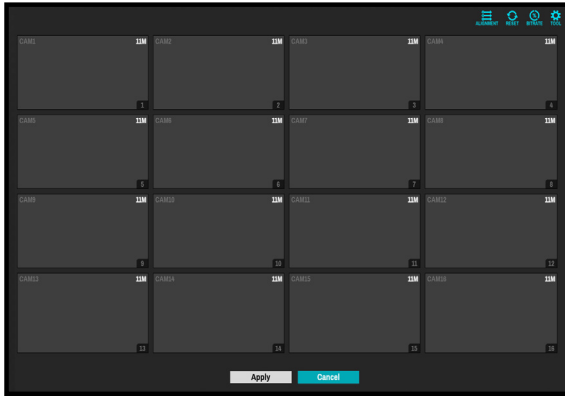 ALIGNMENT RESET BITRATE TOOL
CAM1 11M CAM2 11M CAM3 11M CAM4 11M
1 2 3 4
CAM5 11M CAM6 11M CAM7 11M CAM8 11M
5 6 7 8
CAM9 11M CAM10 11M CAM11 11M CAM12 11M
9 10 11 12
CAM13 11M CAM14 11M CAM15 11M CAM16 11M
13 14 15 16
Apply Cancel